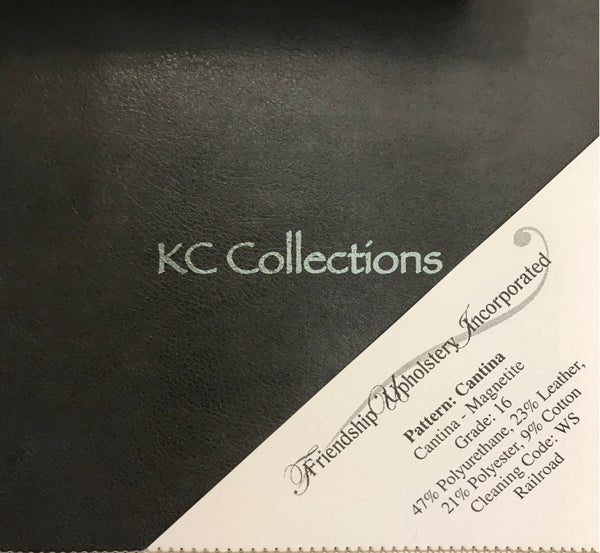 KC Collections
Friendship Upholstery Incorporated
Pattern: Cantina
Cantina - Magnetite
Grade: 16
47% Polyurethane, 23% Leather,
21% Polyester, 9% Cotton
Cleaning Code: WS
Railroad